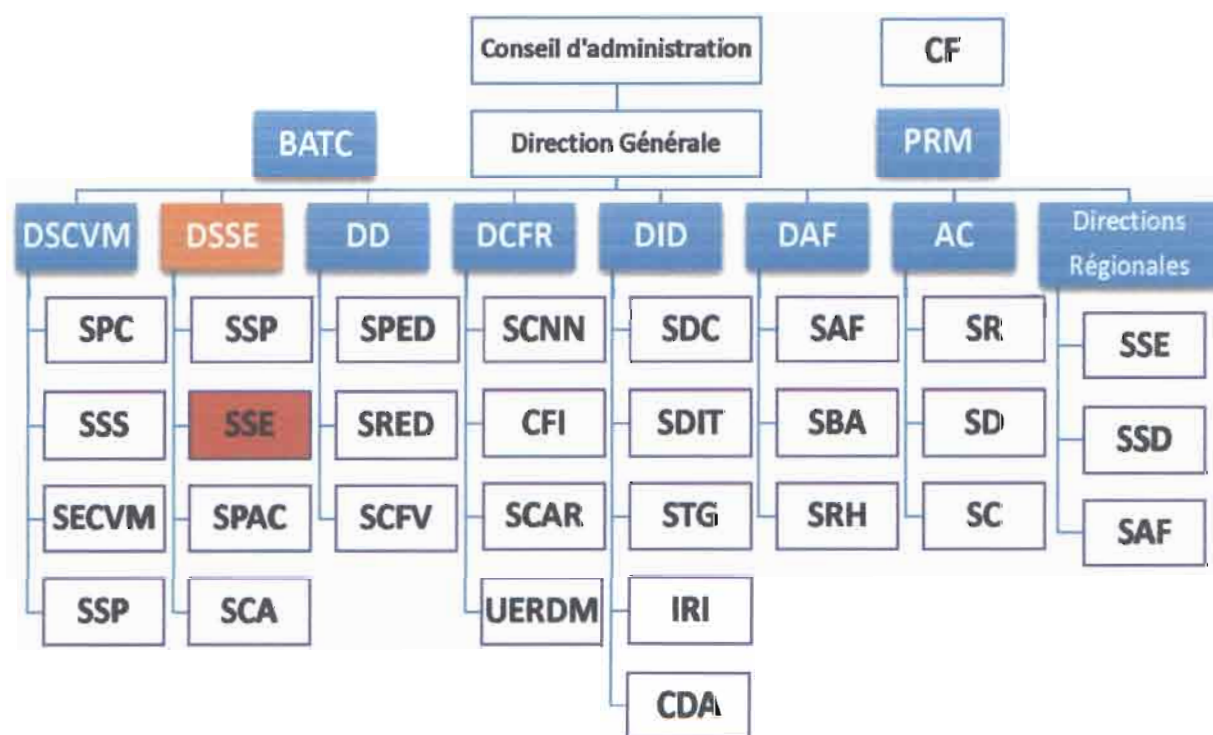 Conseil d'administration
CF
BATC
Direction Générale
PRM
DSCVM
DSSE
DD
DCFR
DID
DAF
AC
Directions
Régionales
SPC
SSP
SPED
SCNN
SDC
SAF
SR
SSE
SSS
SSE
SRED
CFI
SDIT
SBA
SD
SSD
SECVM
SPAC
SCFV
SCAR
STG
SRH
SC
SAF
SSP
SCA
UERDM
IRI
CDA